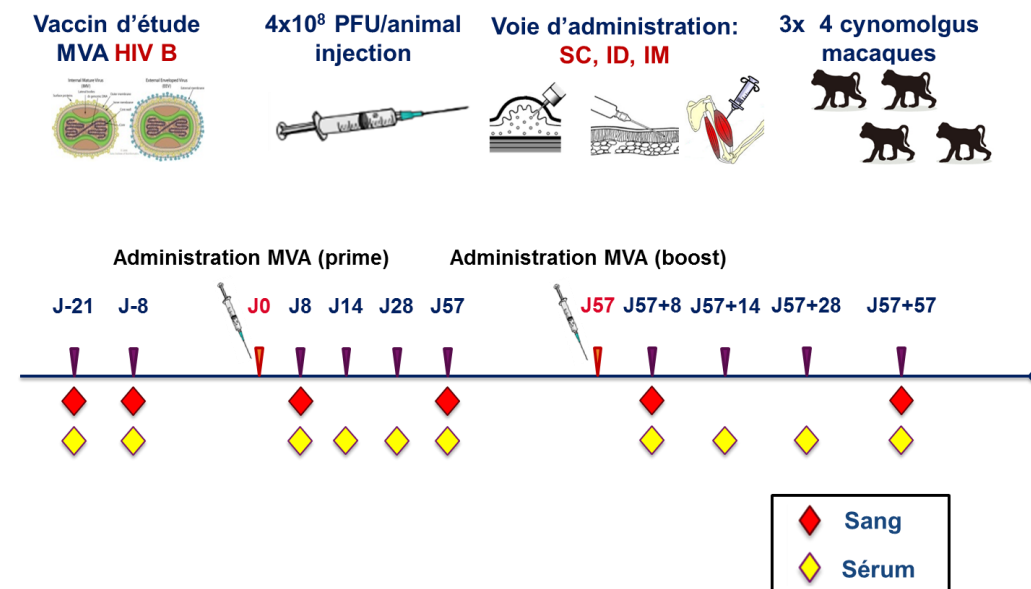 Vaccin d'étude
MVA HIV B
4x10⁸ PFU/animal
injection
Voie d'administration:
SC, ID, IM
3x 4 cynomolgus
macaques
Administration MVA (prime)
Administration MVA (boost)
J-21 J-8 J0 J8 J14 J28 J57 J57 J57+8 J57+14 J57+28 J57+57
Sang
Sérum